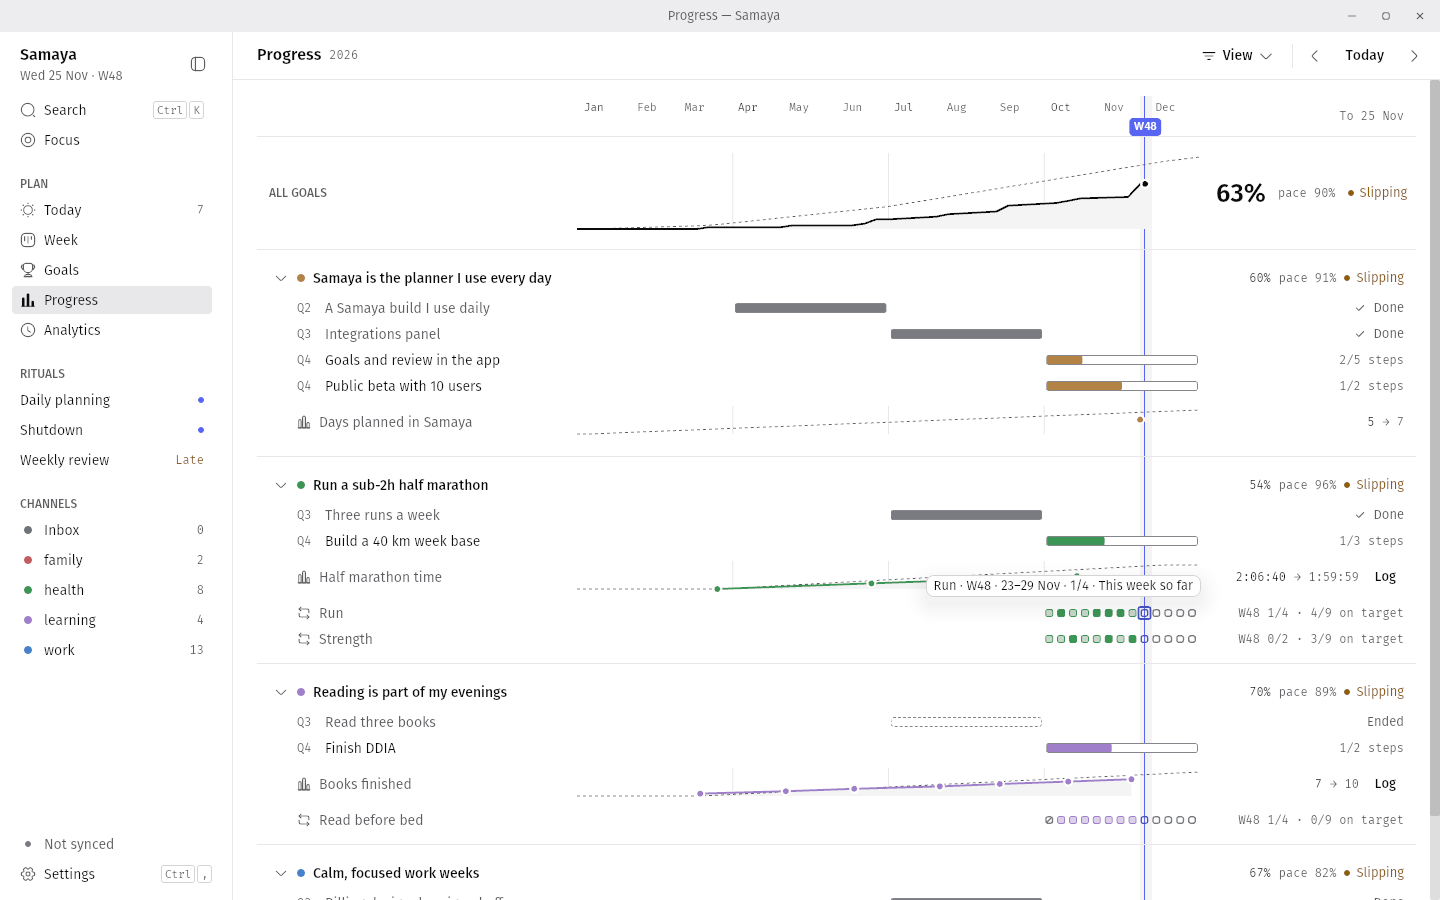 Progress — Samaya
Samaya
Wed 25 Nov · W48
Search Ctrl K
Focus
PLAN
Today 7
Week
Goals
Progress
Analytics
RITUALS
Daily planning
Shutdown
Weekly review Late
CHANNELS
Inbox 0
family 2
health 8
learning 4
work 13
Not synced
Settings Ctrl ,
Progress 2026
View
Today
Jan Feb Mar Apr May Jun Jul Aug Sep Oct Nov Dec
To 25 Nov
W48
ALL GOALS 63% pace 90% Slipping
Samaya is the planner I use every day 60% pace 91% Slipping
Q2 A Samaya build I use daily Done
Q3 Integrations panel Done
Q4 Goals and review in the app 2/5 steps
Q4 Public beta with 10 users 1/2 steps
Days planned in Samaya 5 → 7
Run a sub-2h half marathon 54% pace 96% Slipping
Q3 Three runs a week Done
Q4 Build a 40 km week base 1/3 steps
Half marathon time 2:06:40 → 1:59:59 Log
Run · W48 · 23–29 Nov · 1/4 · This week so far
Run W48 1/4 · 4/9 on target
Strength W48 0/2 · 3/9 on target
Reading is part of my evenings 70% pace 89% Slipping
Q3 Read three books Ended
Q4 Finish DDIA 1/2 steps
Books finished 7 → 10 Log
Read before bed W48 1/4 · 0/9 on target
Calm, focused work weeks 67% pace 82% Slipping